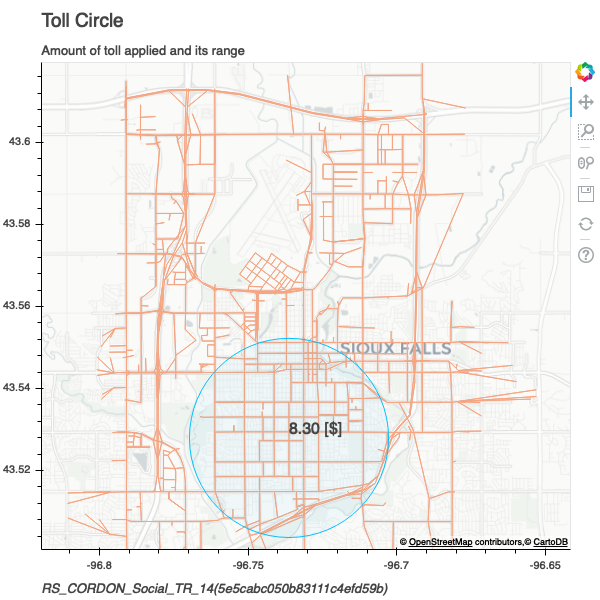 Toll Circle
Amount of toll applied and its range
43.6
43.58
43.56
SIOUX FALLS
43.54
8.30 [$]
43.52
© OpenStreetMap contributors,© CartoDB
-96.8
-96.75
-96.7
-96.65
RS_CORDON_Social_TR_14(5e5cabc050b83111c4efd59b)